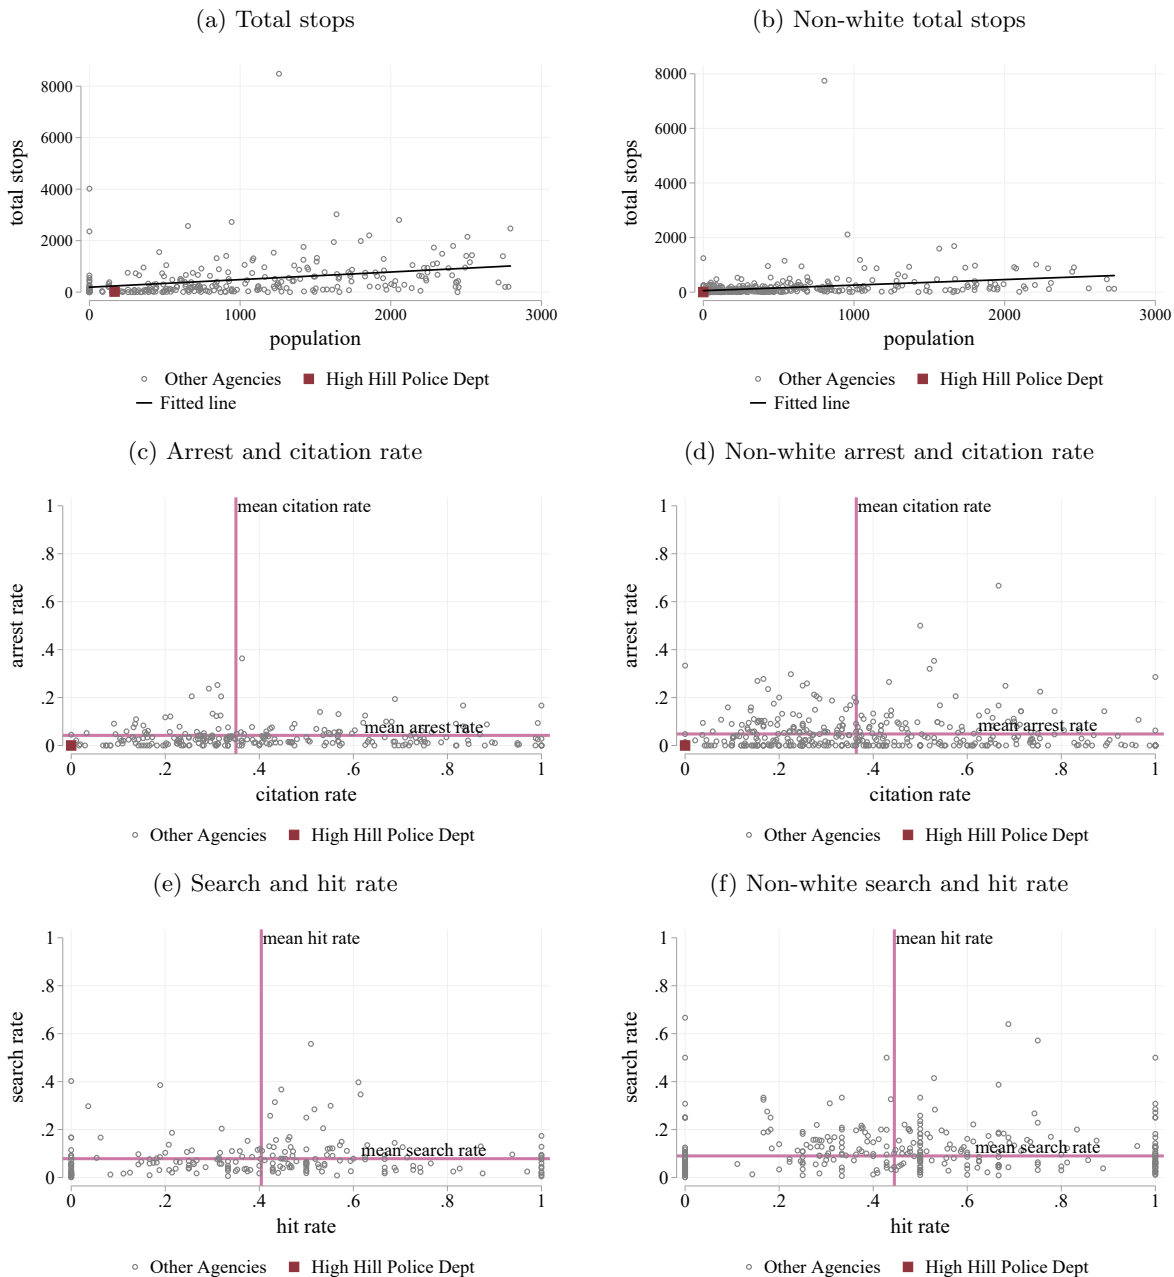 (a) Total stops
(b) Non-white total stops
total stops
8000
6000
4000
2000
0
0 1000 2000 3000
population
Other Agencies High Hill Police Dept
Fitted line
total stops
8000
6000
4000
2000
0
0 1000 2000 3000
population
Other Agencies High Hill Police Dept
Fitted line
(c) Arrest and citation rate
(d) Non-white arrest and citation rate
arrest rate
1
.8
.6
.4
.2
0
mean citation rate
mean arrest rate
0 .2 .4 .6 .8 1
citation rate
Other Agencies High Hill Police Dept
arrest rate
1
.8
.6
.4
.2
0
mean citation rate
mean arrest rate
0 .2 .4 .6 .8 1
citation rate
Other Agencies High Hill Police Dept
(e) Search and hit rate
(f) Non-white search and hit rate
search rate
1
.8
.6
.4
.2
0
mean hit rate
mean search rate
0 .2 .4 .6 .8 1
hit rate
Other Agencies High Hill Police Dept
search rate
1
.8
.6
.4
.2
0
mean hit rate
mean search rate
0 .2 .4 .6 .8 1
hit rate
Other Agencies High Hill Police Dept